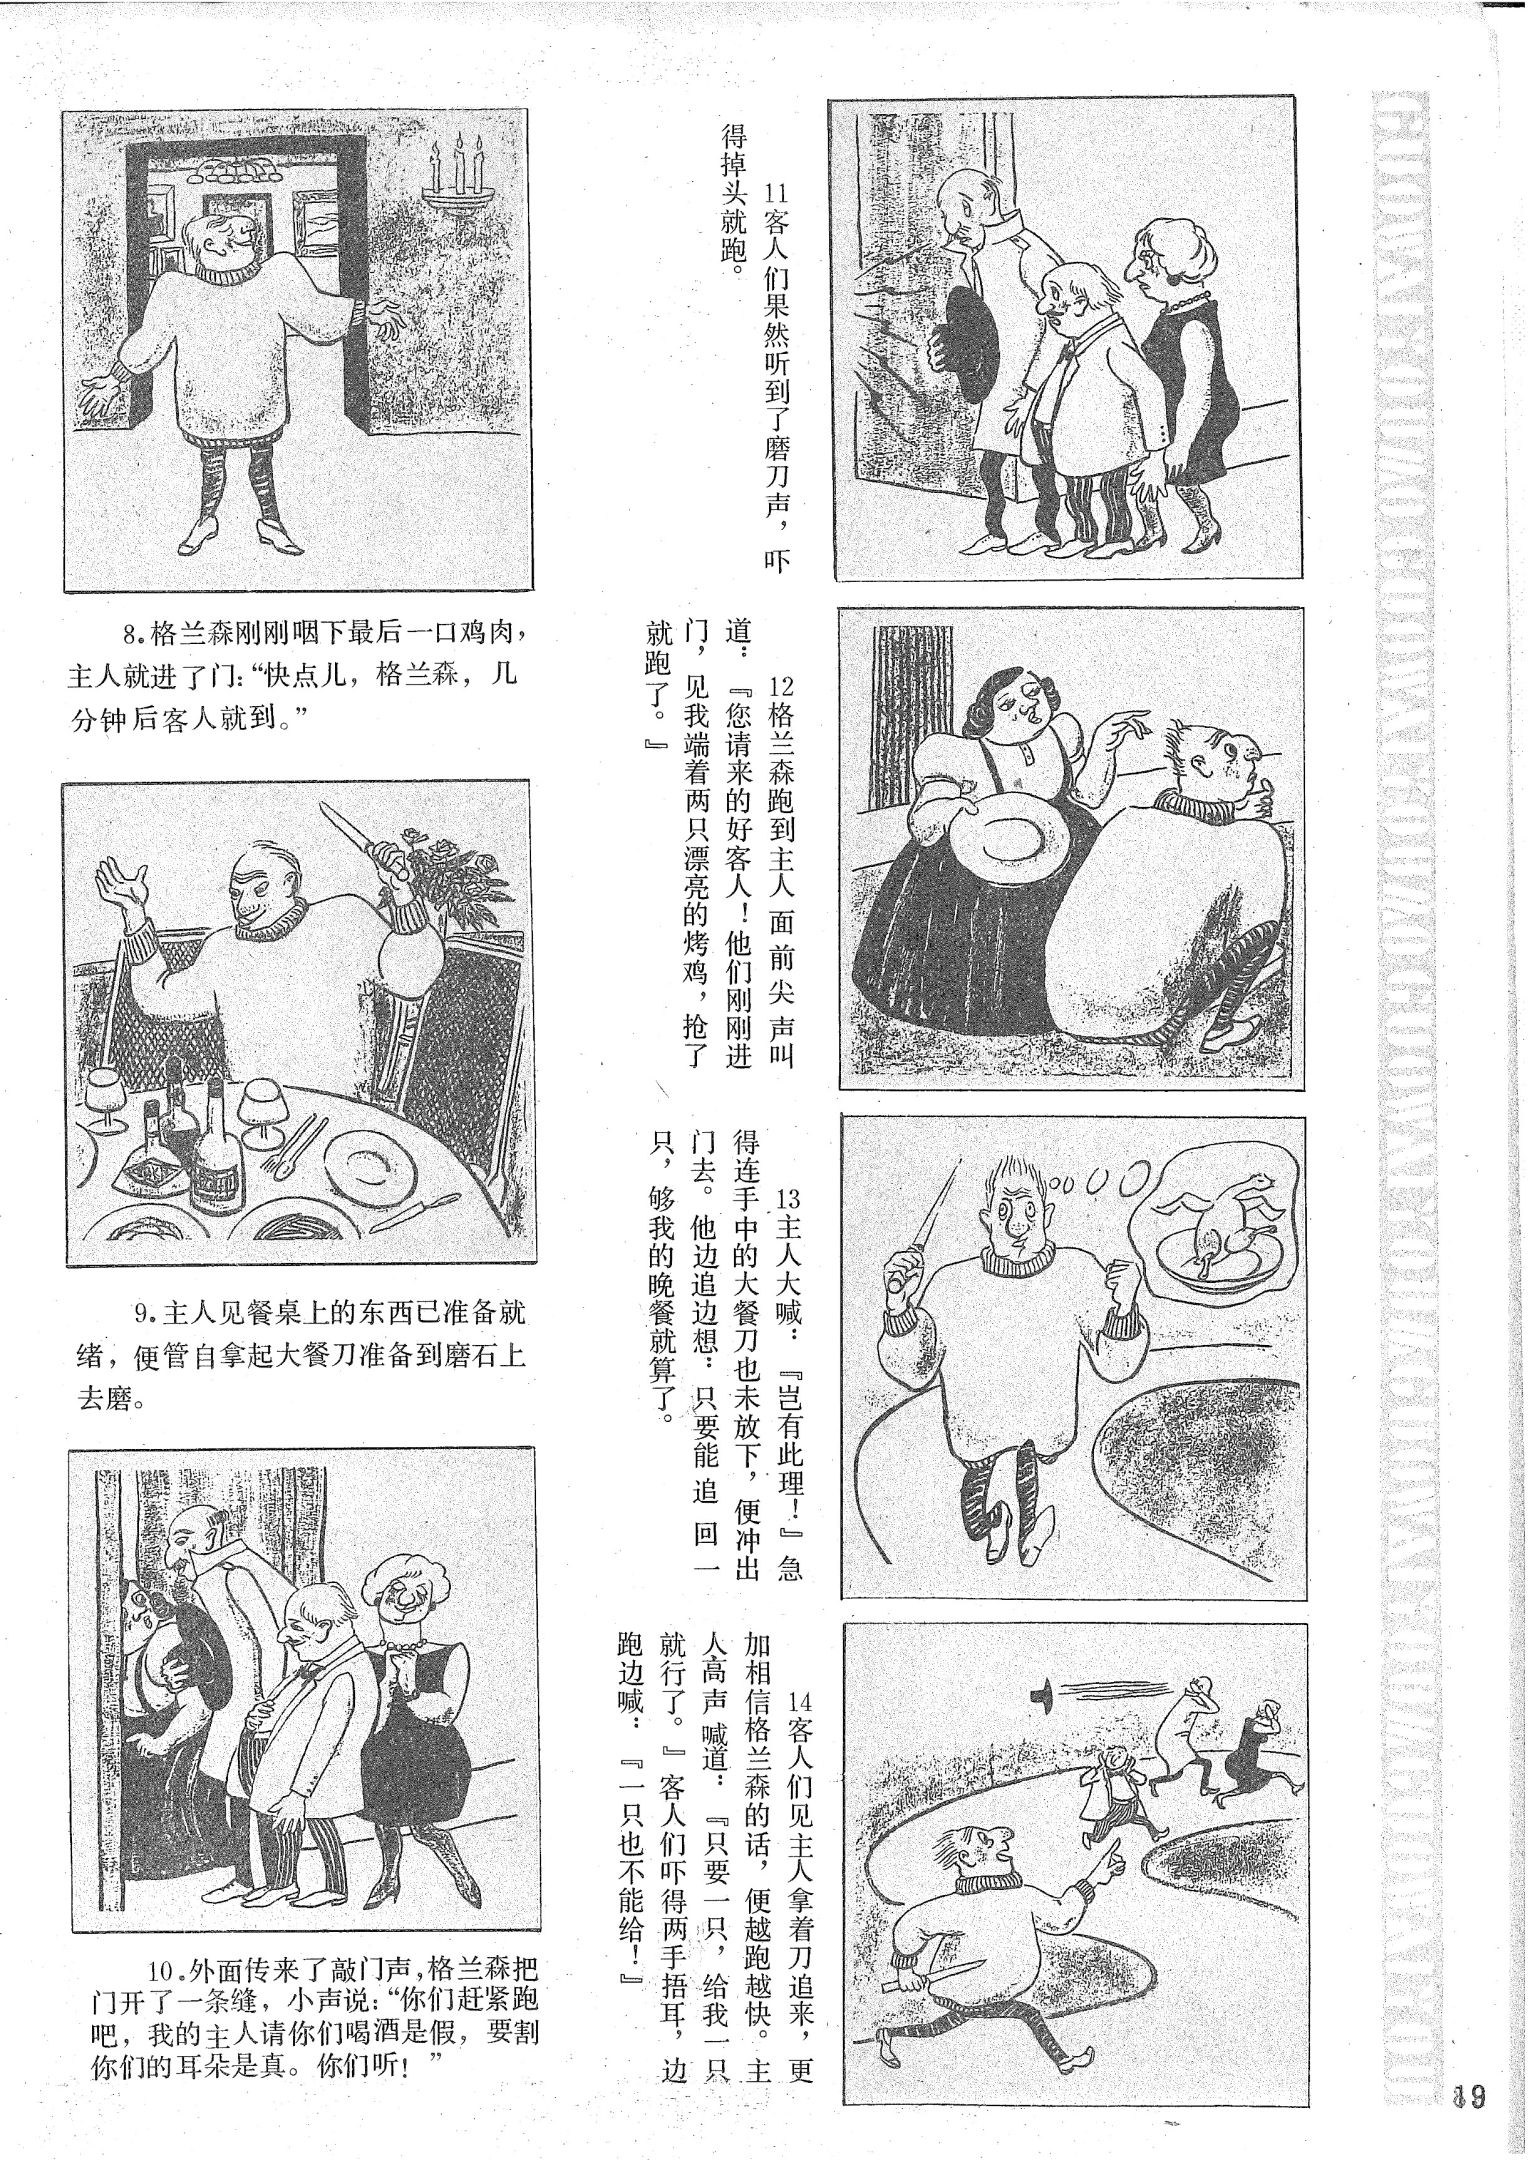 8.格兰森刚刚咽下最后一口鸡肉，
主人就进了门：“快点儿，格兰森，几
分钟后客人就到。”
9.主人见餐桌上的东西已准备就
绪，便管自拿起大餐刀准备到磨石上
去磨。
10.外面传来了敲门声，格兰森把
门开了一条缝，小声说：“你们赶紧跑
吧，我的主人请你们喝酒是假，要割
你们的耳朵是真。你们听！”
11客人们果然听到了磨刀声，吓
得掉头就跑。
12格兰森跑到主人面前尖声叫
道：『您请来的好客人！他们刚刚进
门，见我端着两只漂亮的烤鸡，抢了
就跑了。』
13主人大喊：『岂有此理！』急
得连手中的大餐刀也未放下，便冲出
门去。他边追边想：只要能追回一
只，够我的晚餐就算了。
14客人们见主人拿着刀追来，更
加相信格兰森的话，便越跑越快。主
人高声喊道：『只要一只，给我一只
就行了。』客人们吓得两手捂耳，边
跑边喊：『一只也不能给！』
19